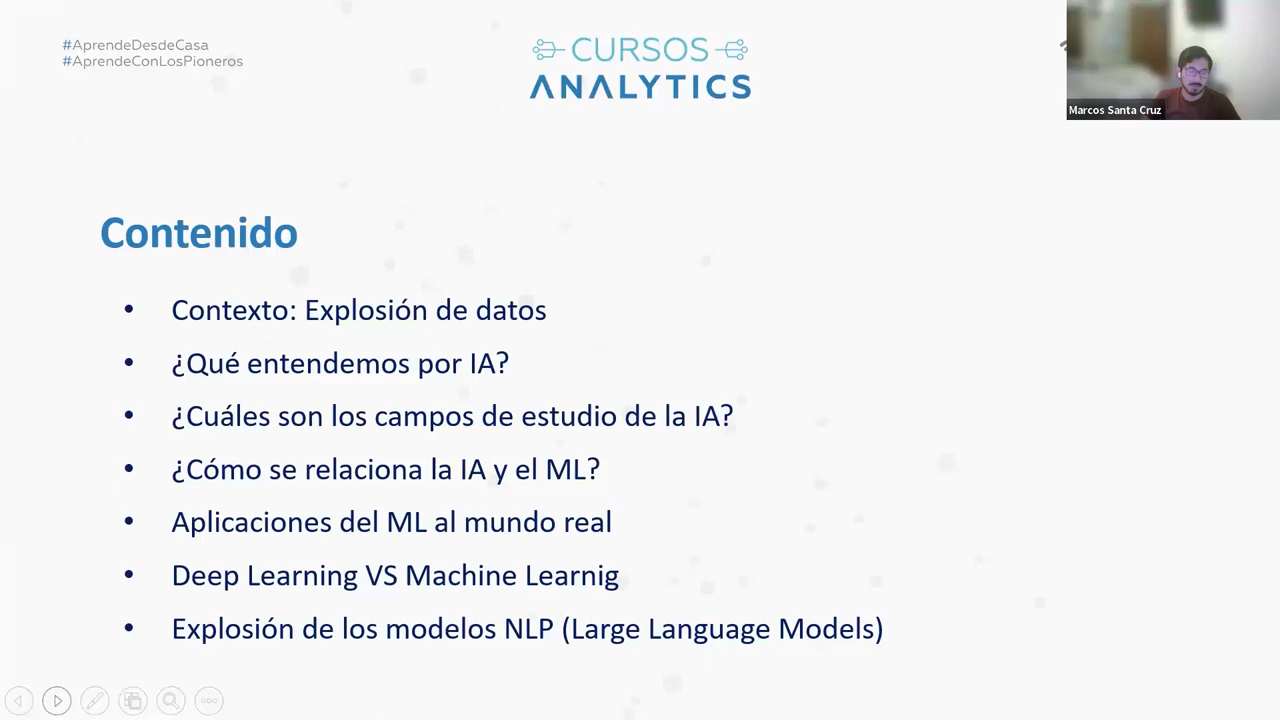 #AprendeDesdeCasa
#AprendeConLosPioneros
CURSOS
ANALYTICS
Marcos Santa Cruz
Contenido
• Contexto: Explosión de datos
• ¿Qué entendemos por IA?
• ¿Cuáles son los campos de estudio de la IA?
• ¿Cómo se relaciona la IA y el ML?
• Aplicaciones del ML al mundo real
• Deep Learning VS Machine Learnig
• Explosión de los modelos NLP (Large Language Models)